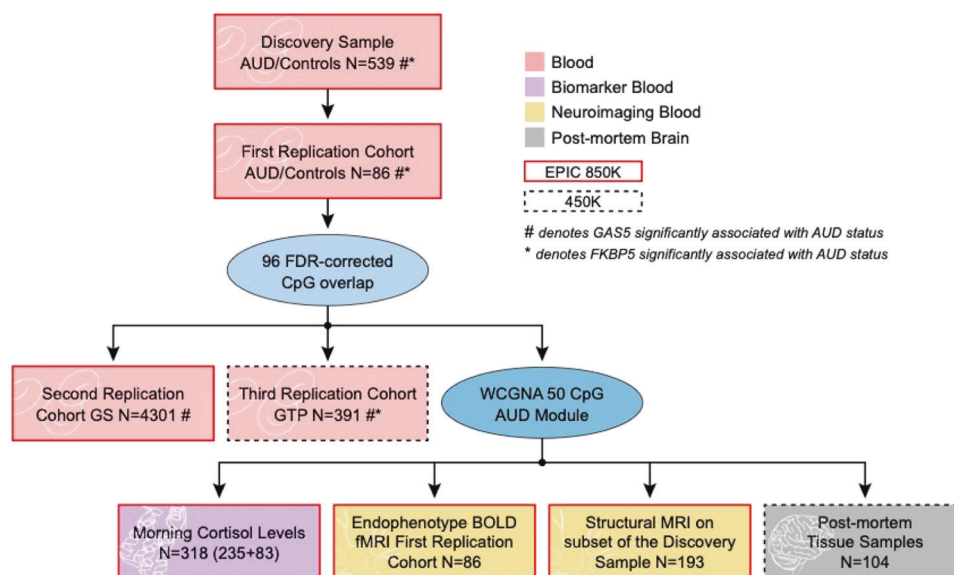 Discovery Sample
AUD/Controls N=539 #*
First Replication Cohort
AUD/Controls N=86 #*
96 FDR-corrected
CpG overlap
Blood
Biomarker Blood
Neuroimaging Blood
Post-mortem Brain
EPIC 850K
450K
# denotes GAS5 significantly associated with AUD status
* denotes FKBP5 significantly associated with AUD status
Second Replication
Cohort GS N=4301 #
Third Replication Cohort
GTP N=391 #*
WCGNA 50 CpG
AUD Module
Morning Cortisol Levels
N=318 (235+83)
Endophenotype BOLD
fMRI First Replication
Cohort N=86
Structural MRI on
subset of the Discovery
Sample N=193
Post-mortem
Tissue Samples
N=104